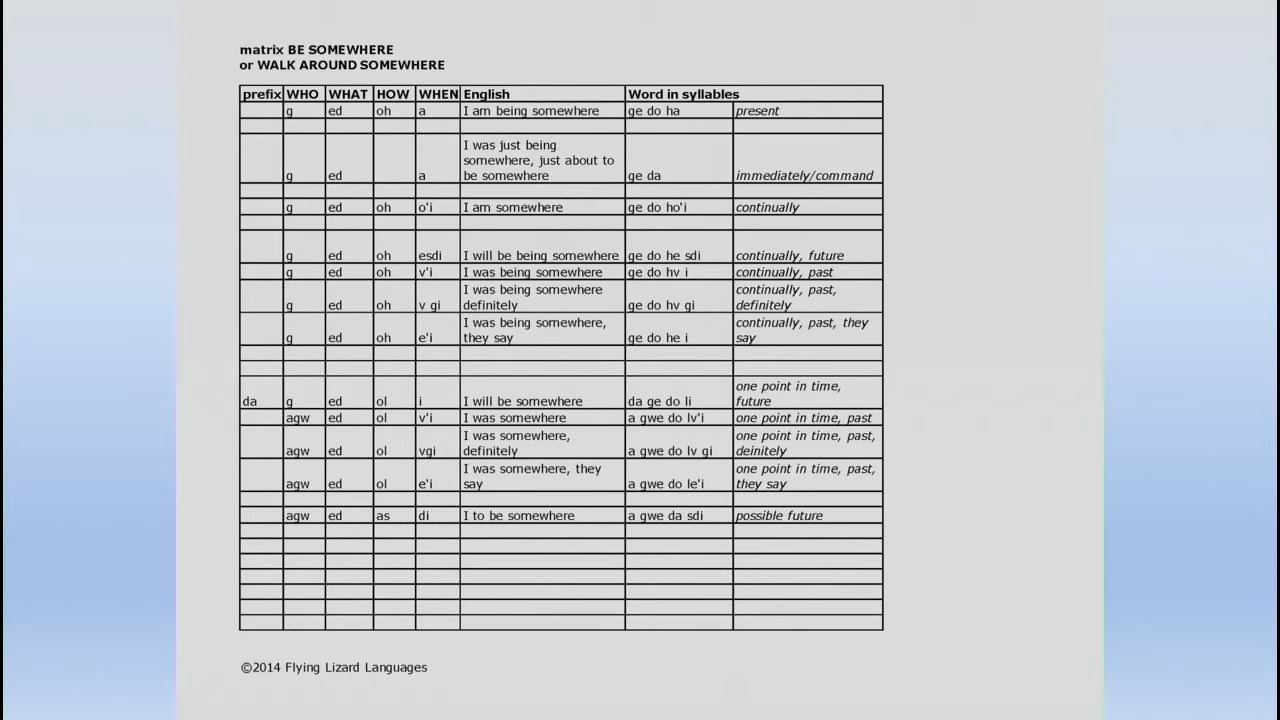 matrix BE SOMEWHERE
or WALK AROUND SOMEWHERE
prefix WHO WHAT HOW WHEN English Word in syllables
g ed oh a I am being somewhere ge do ha present
I was just being
somewhere, just about to
g ed a be somewhere ge da immediately/command
g ed oh o'i I am somewhere ge do ho'i continually
g ed oh esdi I will be being somewhere ge do he sdi continually, future
g ed oh v'i I was being somewhere ge do hv i continually, past
I was being somewhere continually, past,
g ed oh v gi definitely ge do hv gi definitely
I was being somewhere, continually, past, they
g ed oh e'i they say ge do he i say
one point in time,
da g ed ol i I will be somewhere da ge do li future
agw ed ol v'i I was somewhere a gwe do lv'i one point in time, past
I was somewhere, one point in time, past,
agw ed ol vgi definitely a gwe do lv gi deinitely
I was somewhere, they one point in time, past,
agw ed ol e'i say a gwe do le'i they say
agw ed as di I to be somewhere a gwe da sdi possible future
©2014 Flying Lizard Languages